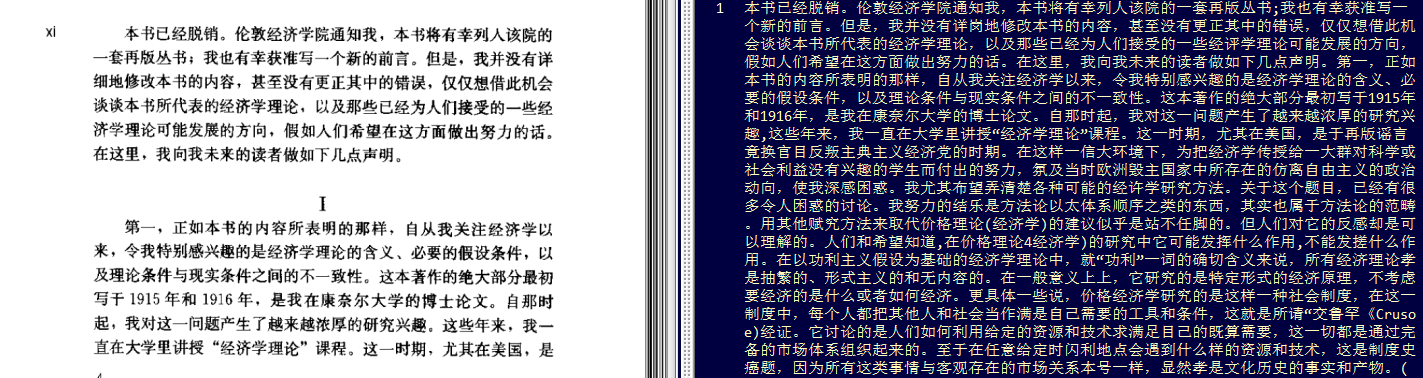 xi
本书已经脱销。伦敦经济学院通知我，本书将有幸列人该院的
一套再版丛书；我也有幸获准写一个新的前言。但是，我并没有详
细地修改本书的内容，甚至没有更正其中的错误，仅仅想借此机会
谈谈本书所代表的经济学理论，以及那些已经为人们接受的一些经
济学理论可能发展的方向，假如人们希望在这方面做出努力的话。
在这里，我向我未来的读者做如下几点声明。
I
第一，正如本书的内容所表明的那样，自从我关注经济学以
来，令我特别感兴趣的是经济学理论的含义、必要的假设条件，以
及理论条件与现实条件之间的不一致性。这本著作的绝大部分最初
写于 1915 年和 1916 年，是我在康奈尔大学的博士论文。自那时
起，我对这一问题产生了越来越浓厚的研究兴趣。这些年来，我一
直在大学里讲授“经济学理论”课程。这一时期，尤其在美国，是
1 本书已经脱销。伦敦经济学院通知我，本书将有幸列人该院的一套再版丛书;我也有幸获准写一
个新的前言。但是，我并没有详岗地修改本书的内容，甚至没有更正其中的错误，仅仅想借此机
会谈谈本书所代表的经济学理论，以及那些已经为人们接受的一些经评学理论可能发展的方向，
假如人们希望在这方面做出努力的话。在这里，我向我未来的读者做如下几点声明。第一，正如
本书的内容所表明的那样，自从我关注经济学以来，令我特别感兴趣的是经济学理论的含义、必
要的假设条件，以及理论条件与现实条件之间的不一致性。这本著作的绝大部分最初写于1915年
和1916年，是我在康奈尔大学的博士论文。自那时起，我对这一问题产生了越来越浓厚的研究兴
趣,这些年来，我一直在大学里讲授“经济学理论”课程。这一时期，尤其在美国，是于再版谣言
竟换官目反叛主典主义经济党的时期。在这样一信大环境下，为把经济学传授给一大群对科学或
社会利益没有兴趣的学生而付出的努力，氛及当时欧洲毁主国家中所存在的仿离自由主义的政治
动向，使我深感困惑。我尤其布望弄清楚各种可能的经许学研究方法。关于这个题目，已经有很
多令人困惑的讨论。我努力的结乐是方法论以太体系顺序之类的东西，其实也属于方法论的范畴
。用其他赋究方法来取代价格理论(经济学)的建议似乎是站不任脚的。但人们对它的反感却是可
以理解的。人们和希望知道,在价格理论4经济学)的研究中它可能发挥什么作用,不能发搓什么作
用。在以功利主义假设为基础的经济学理论中，就“功利”一词的确切含义来说，所有经济理论孝
是抽繁的、形式主义的和无内容的。在一般意义上上，它研究的是特定形式的经济原理，不考虑
要经济的是什么或者如何经济。更具体一些说，价格经济学研究的是这样一种社会制度，在这一
制度中，每个人都把其他人和社会当作满是自己需要的工具和条件，这就是所请“交鲁罕《Cruso
e)经证。它讨论的是人们如何利用给定的资源和技术求满足目己的既算需要，这一切都是通过完
备的市场体系组织起来的。至于在任意给定时闪利地点会遇到什么样的资源和技术，这是制度史
癌题，因为所有这类事情与客观存在的市场关系本号一样，显然孝是文化历史的事实和产物。(